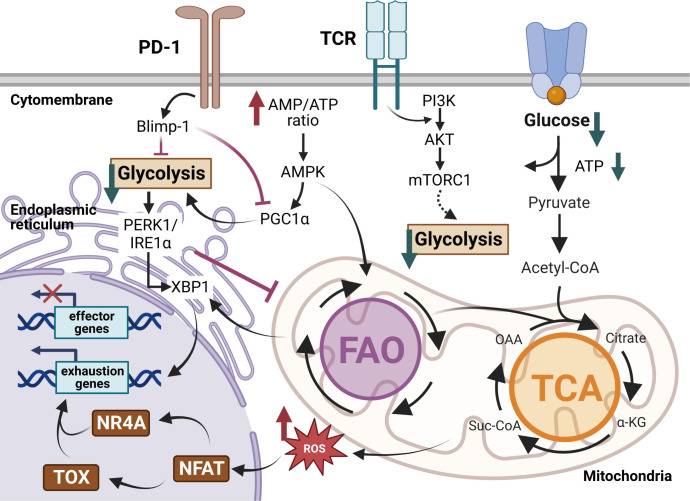 PD-1
TCR
Cytomembrane
Blimp-1
AMP/ATP
ratio
PI3K
AKT
mTORC1
Glucose
ATP
Glycolysis
AMPK
PGC1α
Pyruvate
Endoplasmic
reticulum
PERK1/
IRE1α
XBP1
Glycolysis
Acetyl-CoA
effector
genes
exhaustion
genes
FAO
OAA
Citrate
TCA
Suc-CoA
α-KG
NR4A
NFAT
TOX
ROS
Mitochondria